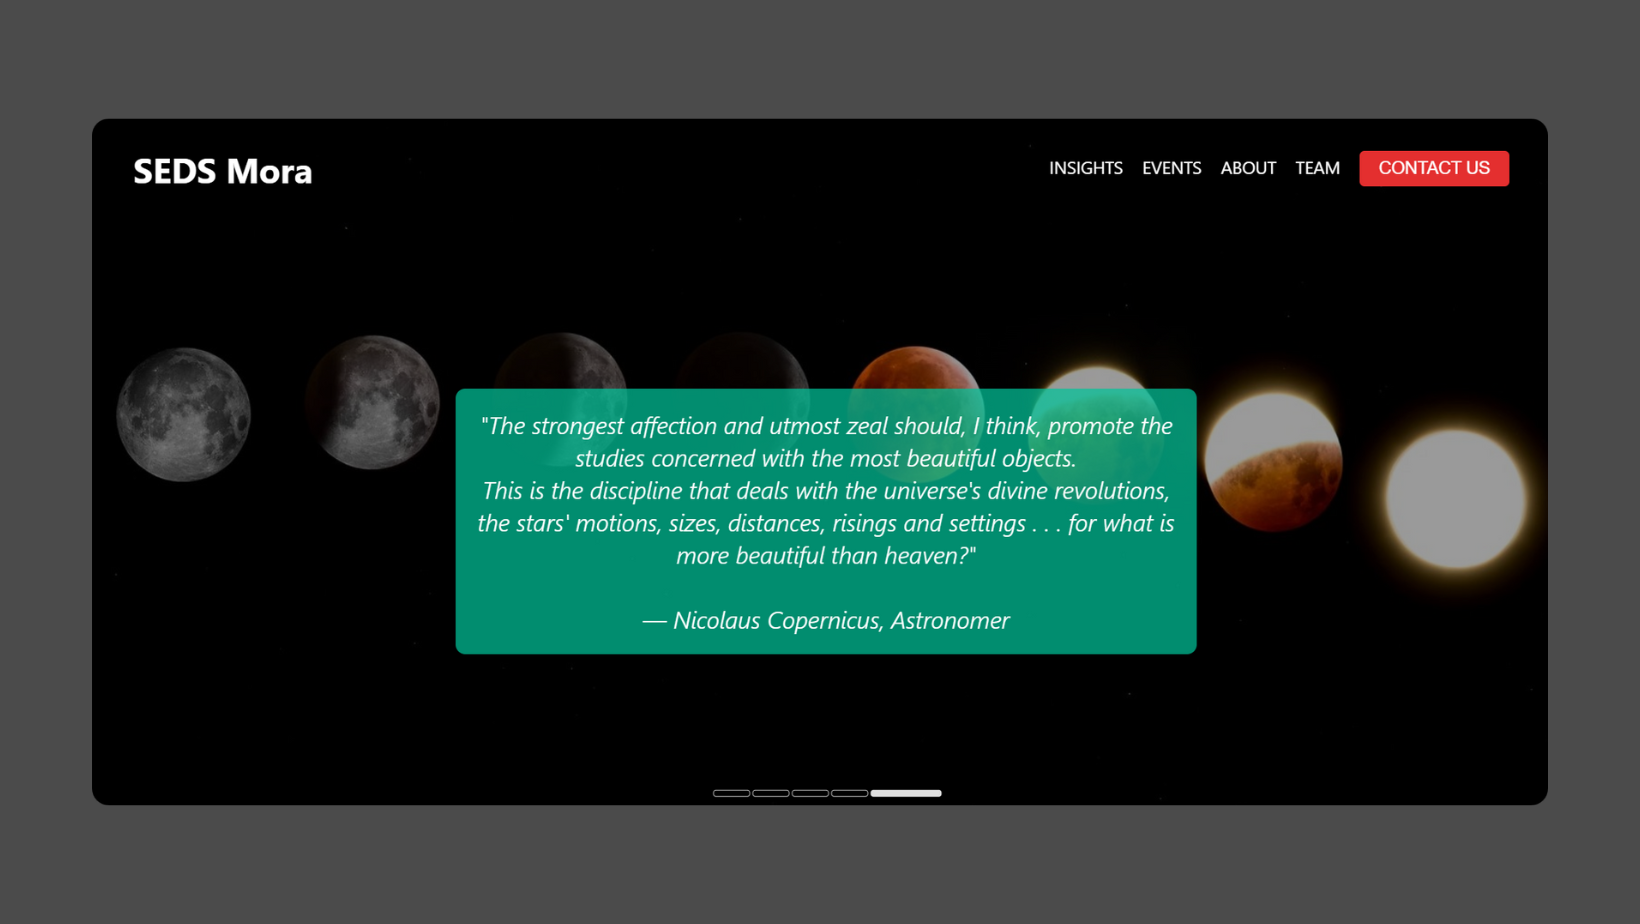 SEDS Mora
INSIGHTS EVENTS ABOUT TEAM CONTACT US
"The strongest affection and utmost zeal should, I think, promote the
studies concerned with the most beautiful objects.
This is the discipline that deals with the universe's divine revolutions,
the stars' motions, sizes, distances, risings and settings . . . for what is
more beautiful than heaven?"
— Nicolaus Copernicus, Astronomer